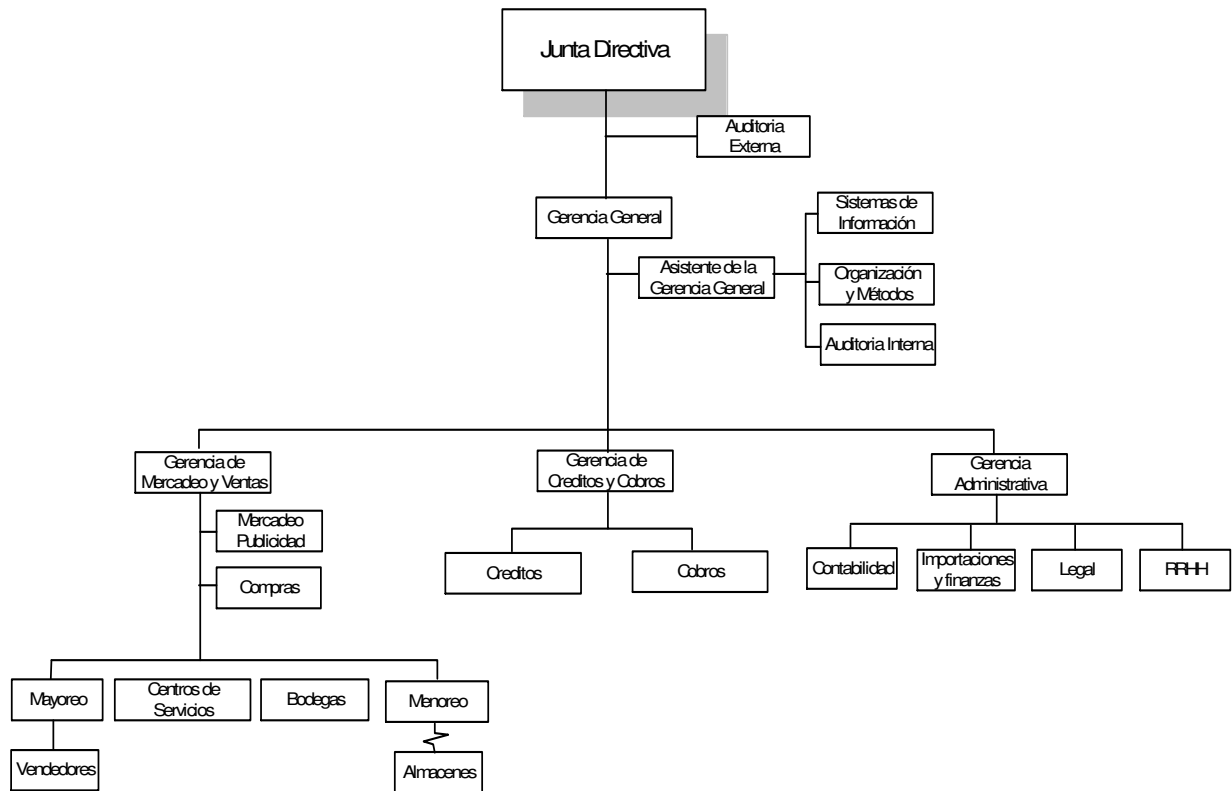 Junta Directiva
Auditoria
Externa
Gerencia General
Sistemas de
Información
Asistente de la
Gerencia General
Organización
y Métodos
Auditoria Interna
Gerencia de
Mercadeo y Ventas
Gerencia de
Creditos y Cobros
Gerencia
Administrativa
Mercadeo
Publicidad
Compras
Creditos
Cobros
Contabilidad
Importaciones
y finanzas
Legal
RRHH
Mayoreo
Centros de
Servicios
Bodegas
Menoreo
Vendedores
Almacenes